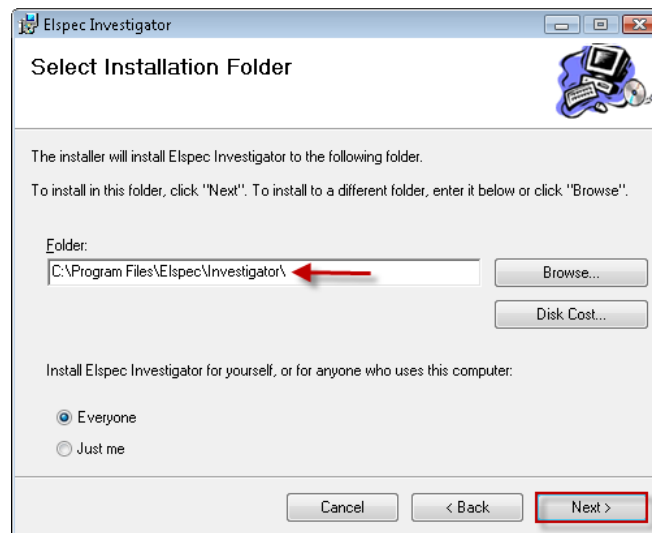 Elspec Investigator
Select Installation Folder
The installer will install Elspec Investigator to the following folder.
To install in this folder, click "Next". To install to a different folder, enter it below or click "Browse".
Folder:
C:\Program Files\Elspec\Investigator\
Browse...
Disk Cost...
Install Elspec Investigator for yourself, or for anyone who uses this computer:
Everyone
Just me
Cancel
< Back
Next >